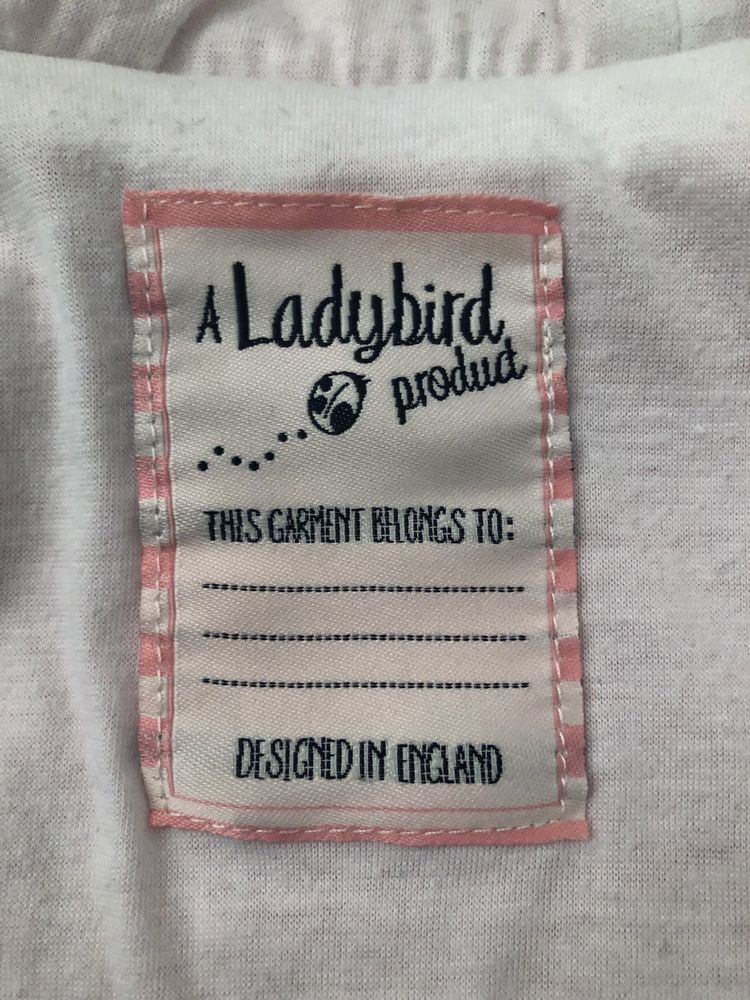 A Ladybird
product
THIS GARMENT BELONGS TO:
DESIGNED IN ENGLAND